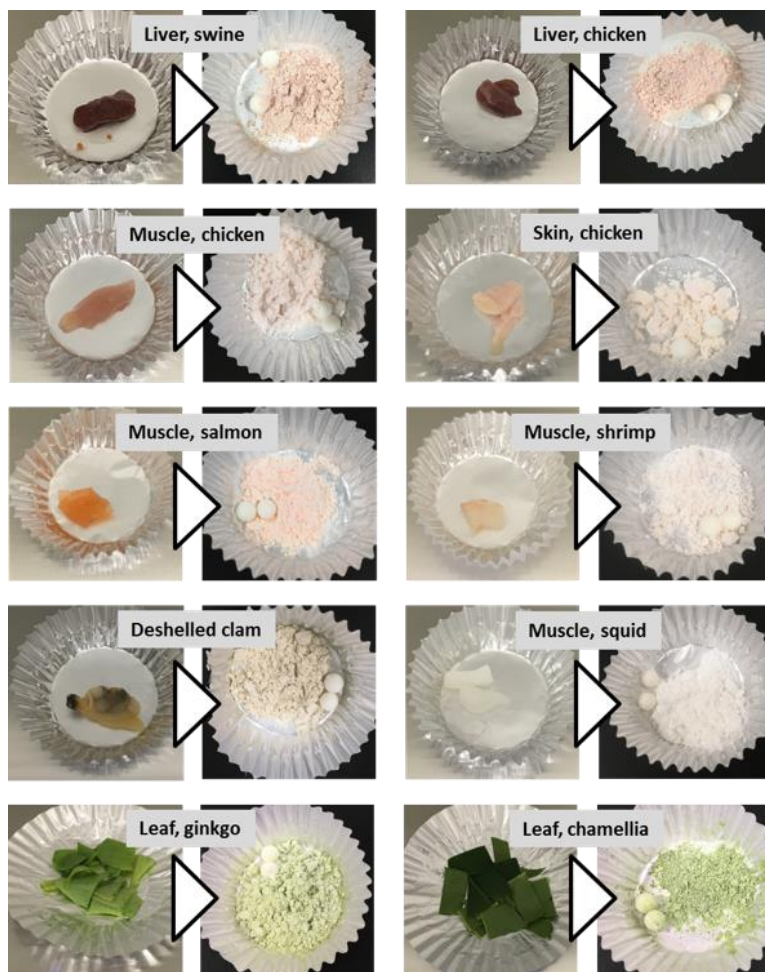 Liver, swine
Liver, chicken
Muscle, chicken
Skin, chicken
Muscle, salmon
Muscle, shrimp
Deshelled clam
Muscle, squid
Leaf, ginkgo
Leaf, chamellia